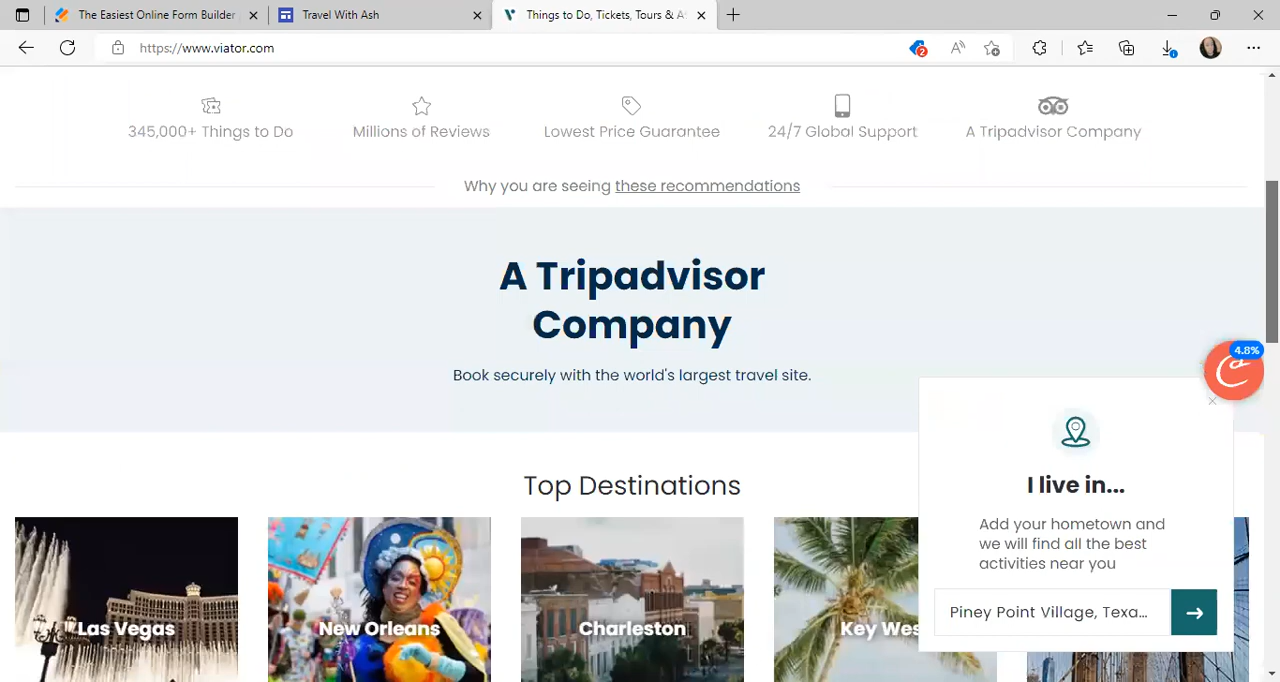 The Easiest Online Form Builder
Travel With Ash
Things to Do, Tickets, Tours & A
https://www.viator.com
2
345,000+ Things to Do
Millions of Reviews
Lowest Price Guarantee
24/7 Global Support
A Tripadvisor Company
Why you are seeing these recommendations
A Tripadvisor
Company
Book securely with the world's largest travel site.
4.8%
I live in...
Add your hometown and
we will find all the best
activities near you
Piney Point Village, Texa...
Top Destinations
Las Vegas
New Orleans
Charleston
Key Wes